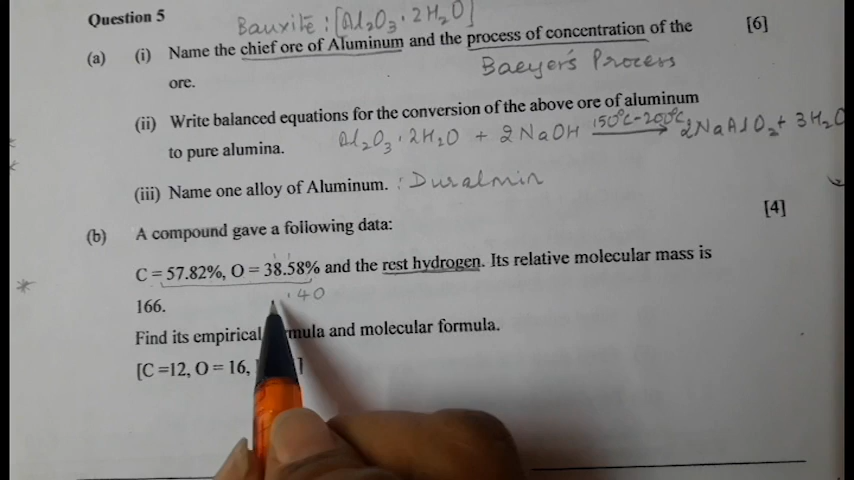 Question 5
Bauxite : [Al₂O₃·2H₂O]
(a) (i) Name the chief ore of Aluminum and the process of concentration of the [6]
ore.
Baeyer's Process
(ii) Write balanced equations for the conversion of the above ore of aluminum
to pure alumina.
Al₂O₃·2H₂O + 2NaOH 150°C-200°C → 2NaAlO₂ + 3H₂O
(iii) Name one alloy of Aluminum. : Duralmin
(b) A compound gave a following data: [4]
C = 57.82%, O = 38.58% and the rest hydrogen. Its relative molecular mass is
·40
166.
Find its empirical and molecular formula.
[C =12, O = 16, ]